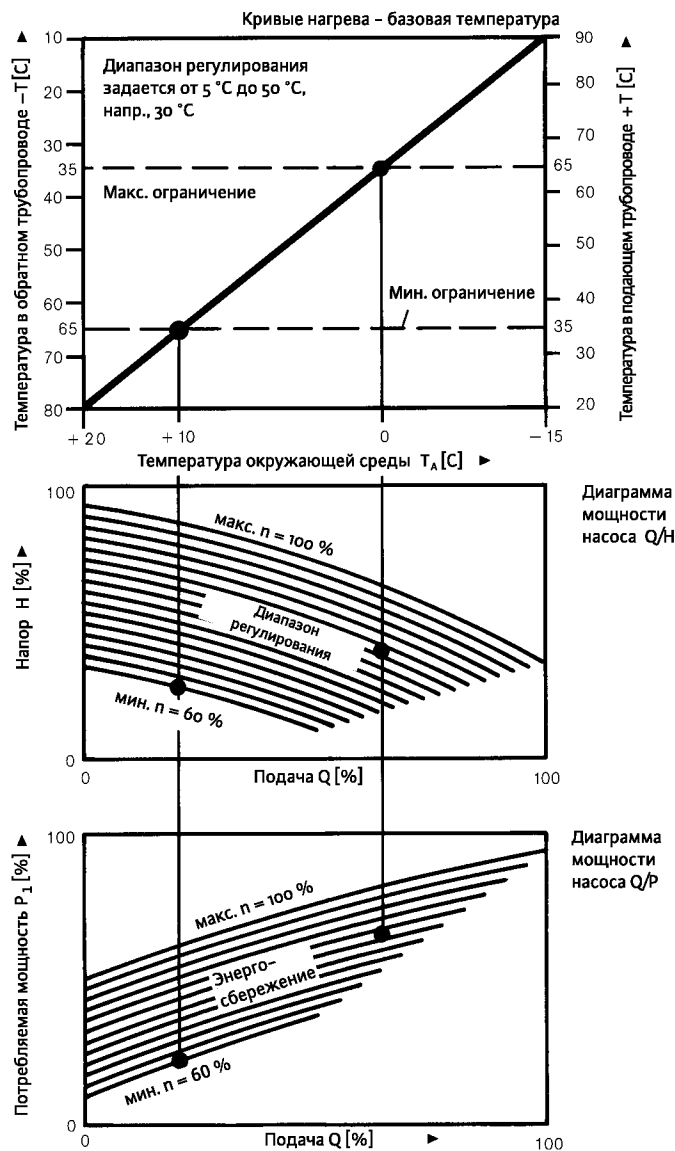 Кривые нагрева – базовая температура
Диапазон регулирования
задается от 5 °C до 50 °C,
напр., 30 °C
Температура в обратном трубопроводе –T [C]
10
20
30
35
40
50
60
65
70
80
Температура в подающем трубопроводе +T [C]
90
80
70
65
60
50
40
35
30
20
Макс. ограничение
Мин. ограничение
+20
+10
0
–15
Температура окружающей среды TA [C]
Диаграмма
мощности
насоса Q/H
Напор H [%]
100
0
макс. n = 100 %
Диапазон
регулирования
мин. n = 60 %
0
Подача Q [%]
100
Диаграмма
мощности
насоса Q/P
Потребляемая мощность P1 [%]
100
0
макс. n = 100 %
Энерго–
сбережение
мин. n = 60 %
0
Подача Q [%]
100